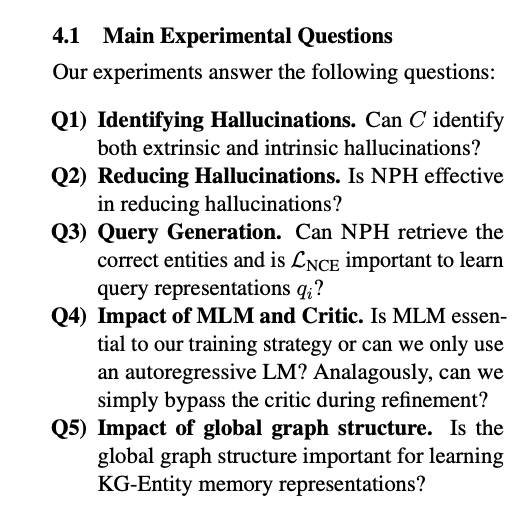 4.1 Main Experimental Questions
Our experiments answer the following questions:
Q1) Identifying Hallucinations. Can C identify
both extrinsic and intrinsic hallucinations?
Q2) Reducing Hallucinations. Is NPH effective
in reducing hallucinations?
Q3) Query Generation. Can NPH retrieve the
correct entities and is ℒNCE important to learn
query representations qᵢ?
Q4) Impact of MLM and Critic. Is MLM essen-
tial to our training strategy or can we only use
an autoregressive LM? Analagously, can we
simply bypass the critic during refinement?
Q5) Impact of global graph structure. Is the
global graph structure important for learning
KG-Entity memory representations?